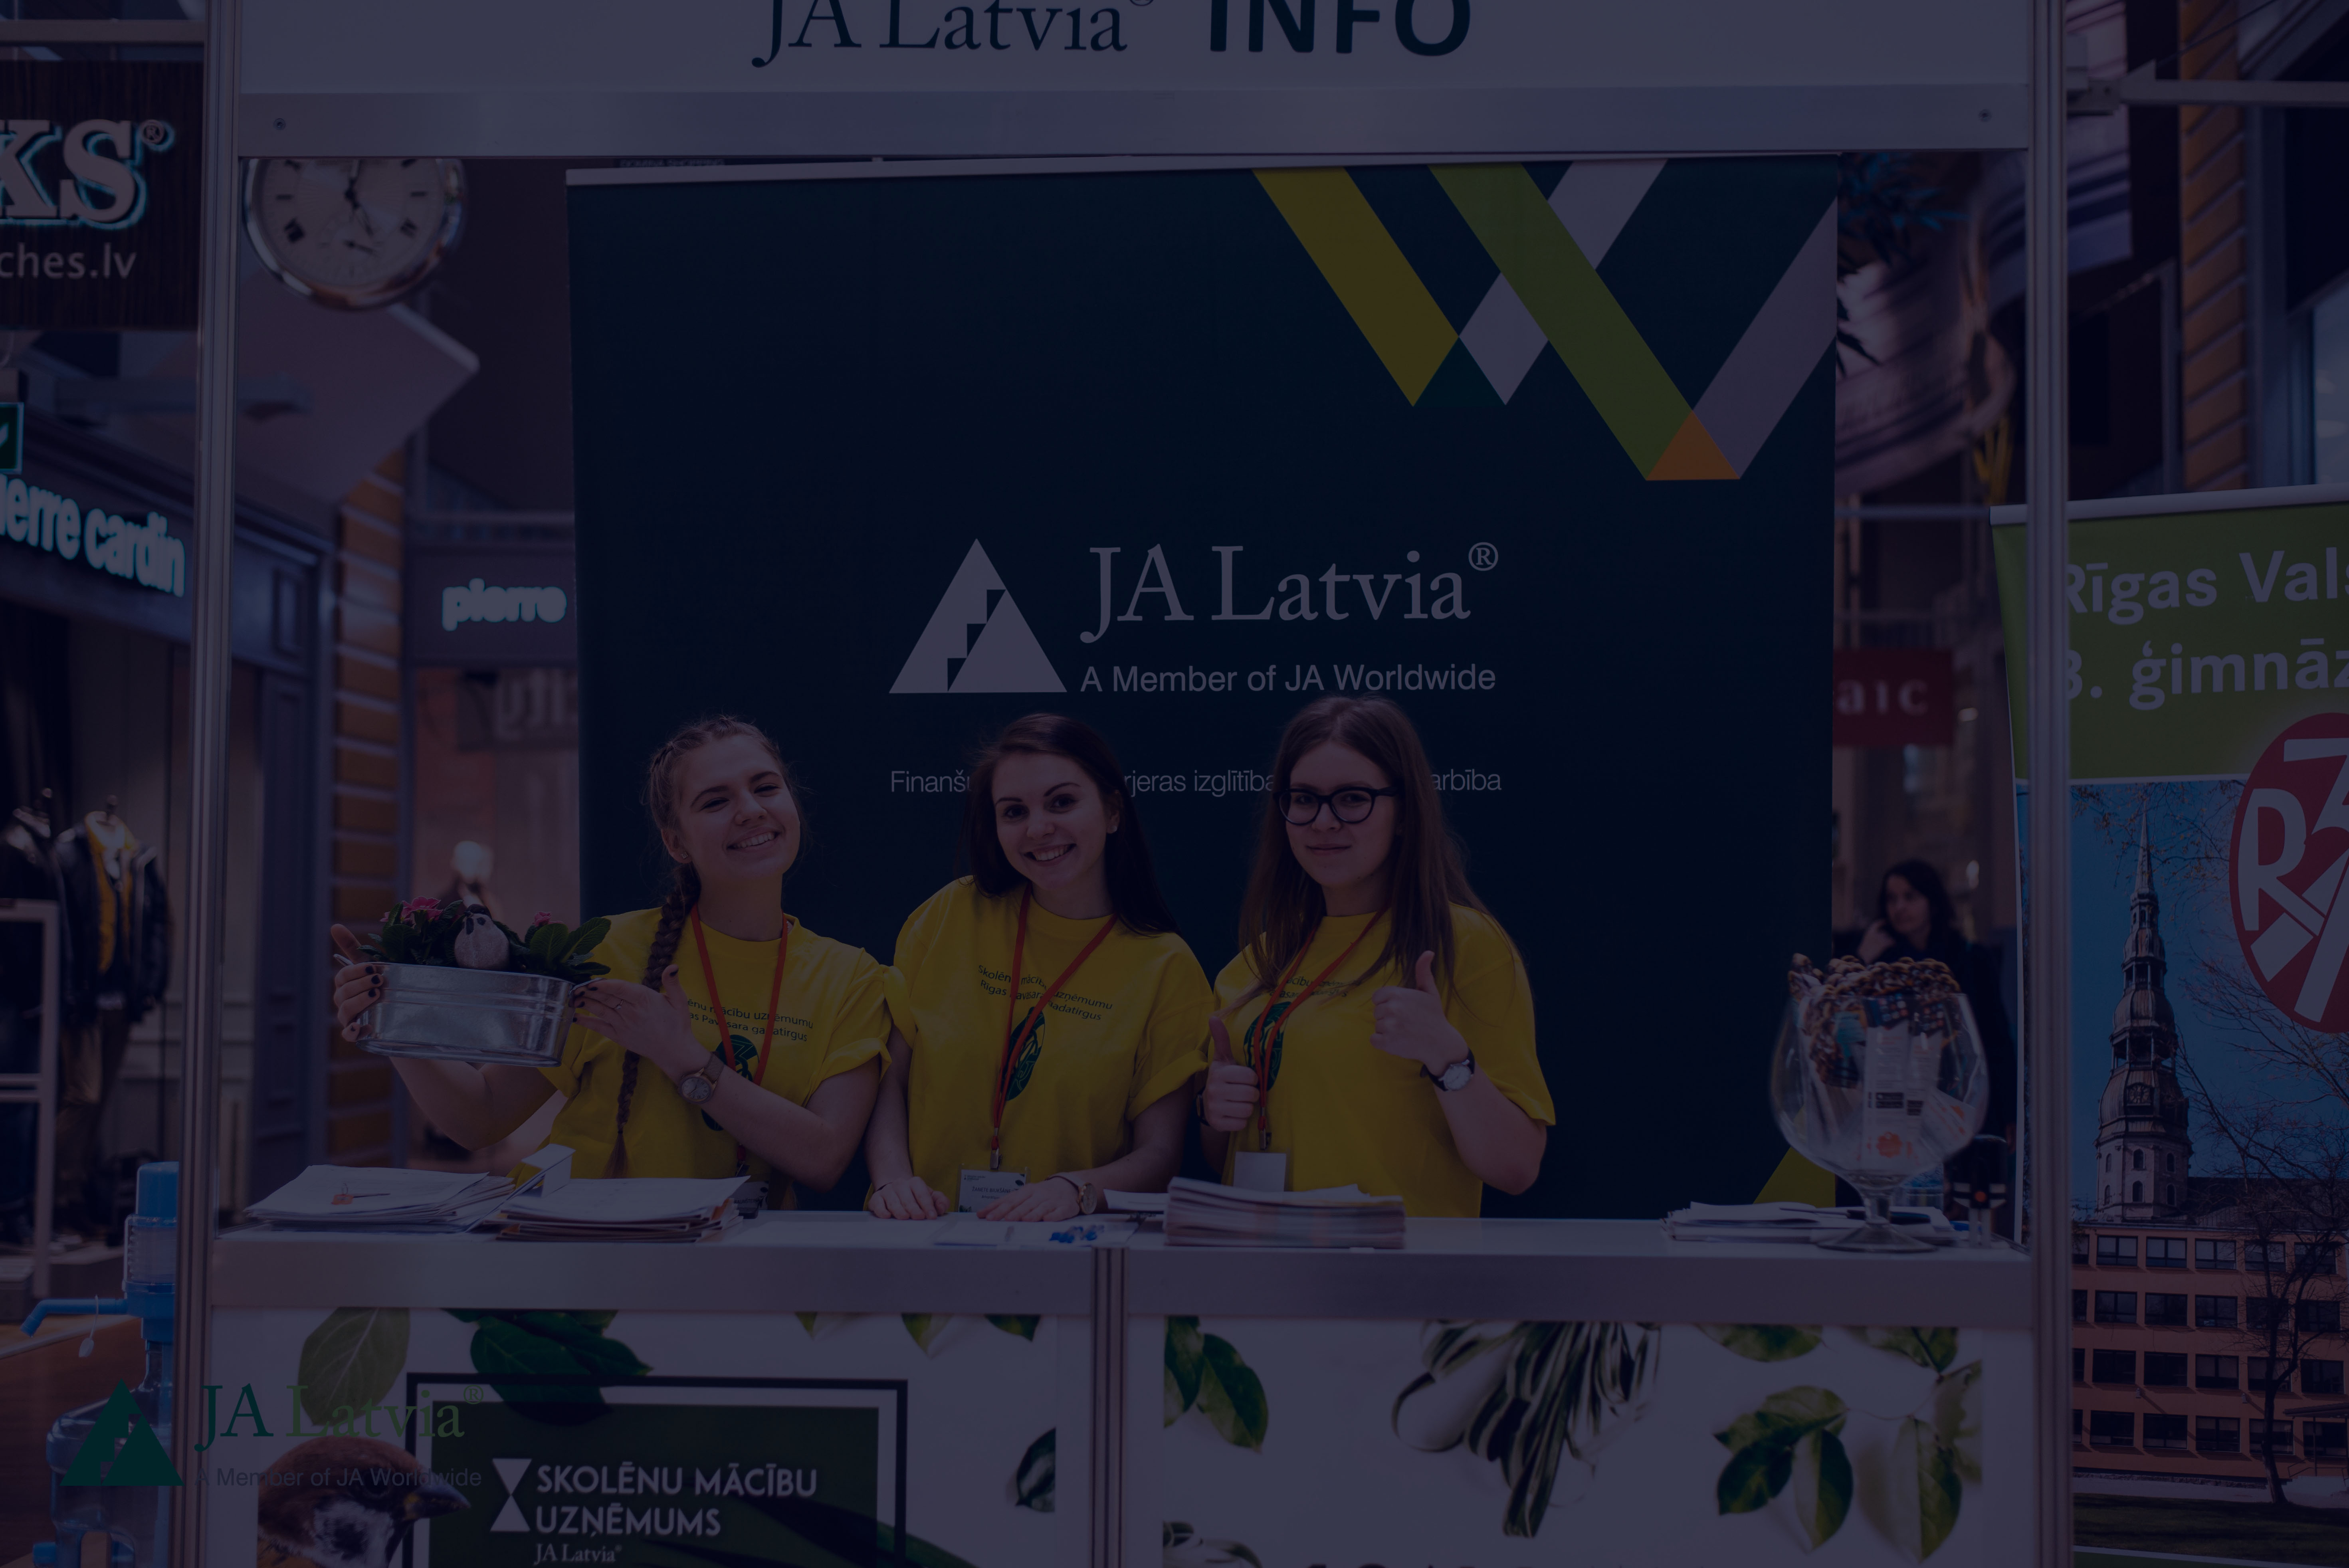 JA Latvia® INFO
KS®
ches.lv
ierre cardin
pierre
JA Latvia®
A Member of JA Worldwide
Finanšu rjeras izglītība arbība
Rīgas Vals
3. ģimnāz
aic
R3
Skolēnu mācību uzņēmumu
Rīgas Pavasara gadatirgus
SKOLĒNU MĀCĪBU
UZŅĒMUMS
JA Latvia®
JA Latvia®
A Member of JA Worldwide